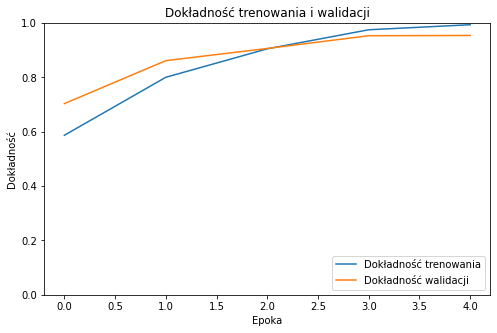 Dokładność trenowania i walidacji
Dokładność
1.0
0.8
0.6
0.4
0.2
0.0
0.0 0.5 1.0 1.5 2.0 2.5 3.0 3.5 4.0
Epoka
Dokładność trenowania
Dokładność walidacji